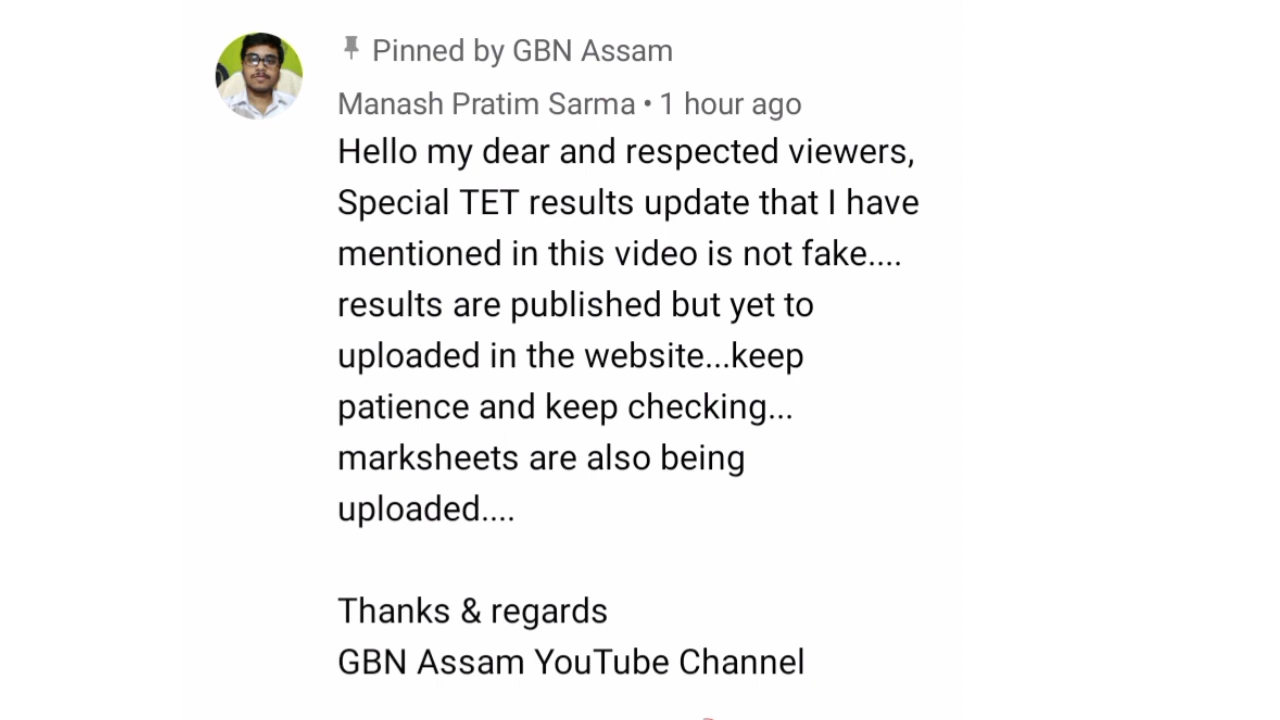 Pinned by GBN Assam
Manash Pratim Sarma • 1 hour ago
Hello my dear and respected viewers,
Special TET results update that I have
mentioned in this video is not fake....
results are published but yet to
uploaded in the website...keep
patience and keep checking...
marksheets are also being
uploaded....
Thanks & regards
GBN Assam YouTube Channel